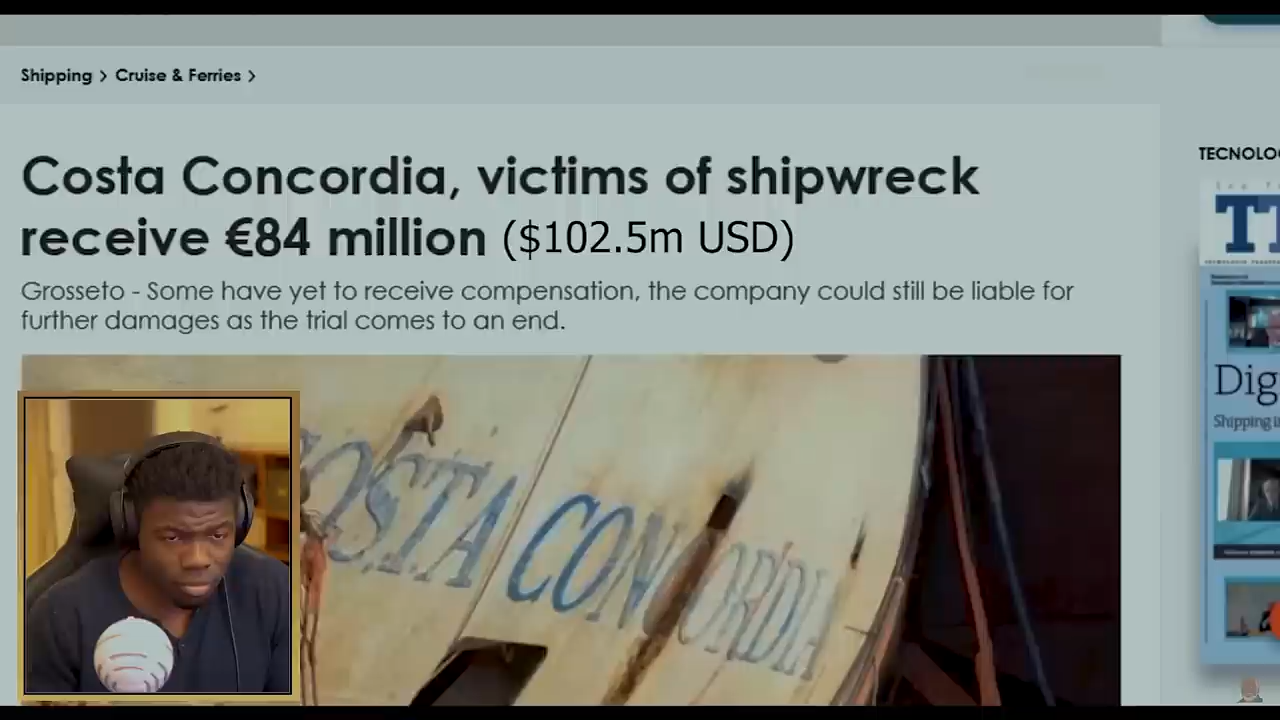 Shipping > Cruise & Ferries >
Costa Concordia, victims of shipwreck
receive €84 million ($102.5m USD)
Grosseto - Some have yet to receive compensation, the company could still be liable for
further damages as the trial comes to an end.
COSTA CONCORDIA
TECNOLO
Dig
Shipping i